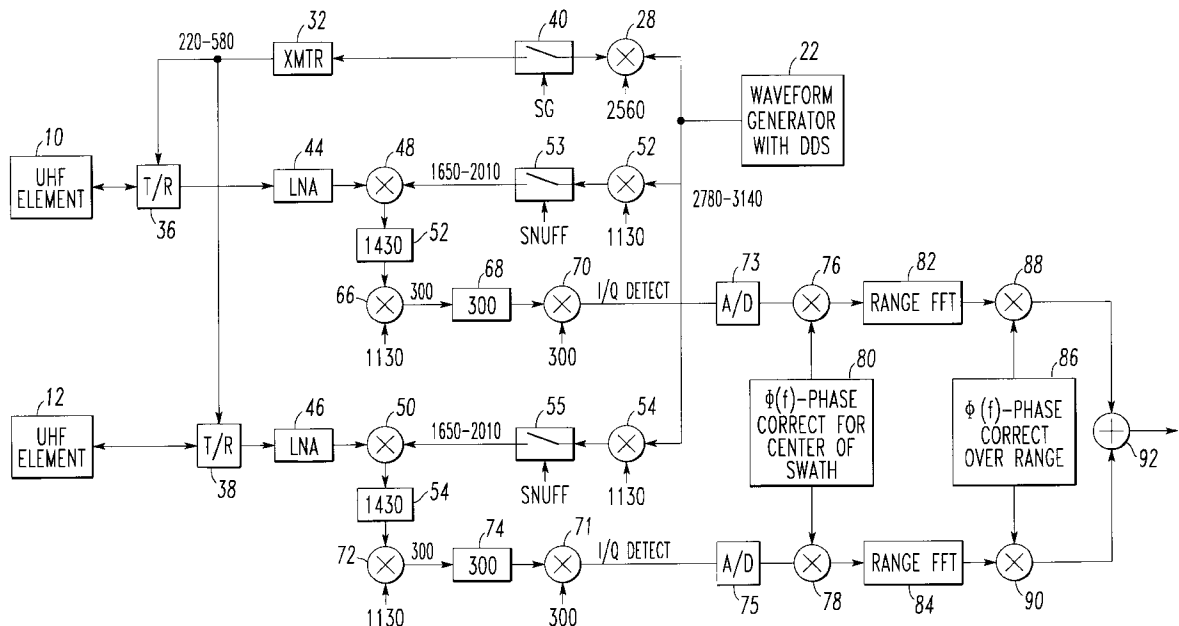 40
28
32
22
220-580
XMTR
WAVEFORM
GENERATOR
WITH DDS
SG
2560
10
44
48
53
52
UHF
ELEMENT
T/R
LNA
1650-2010
2780-3140
36
SNUFF
1130
1430
52
68
70
73
76
82
88
66
300
300
I/Q DETECT
A/D
RANGE FFT
1130
300
80
86
12
46
50
55
54
Φ(f)-PHASE
CORRECT FOR
CENTER OF
SWATH
Φ(f)-PHASE
CORRECT
OVER RANGE
UHF
ELEMENT
T/R
LNA
1650-2010
92
38
SNUFF
1130
1430
54
74
71
72
300
300
I/Q DETECT
A/D
RANGE FFT
1130
300
75
78
84
90